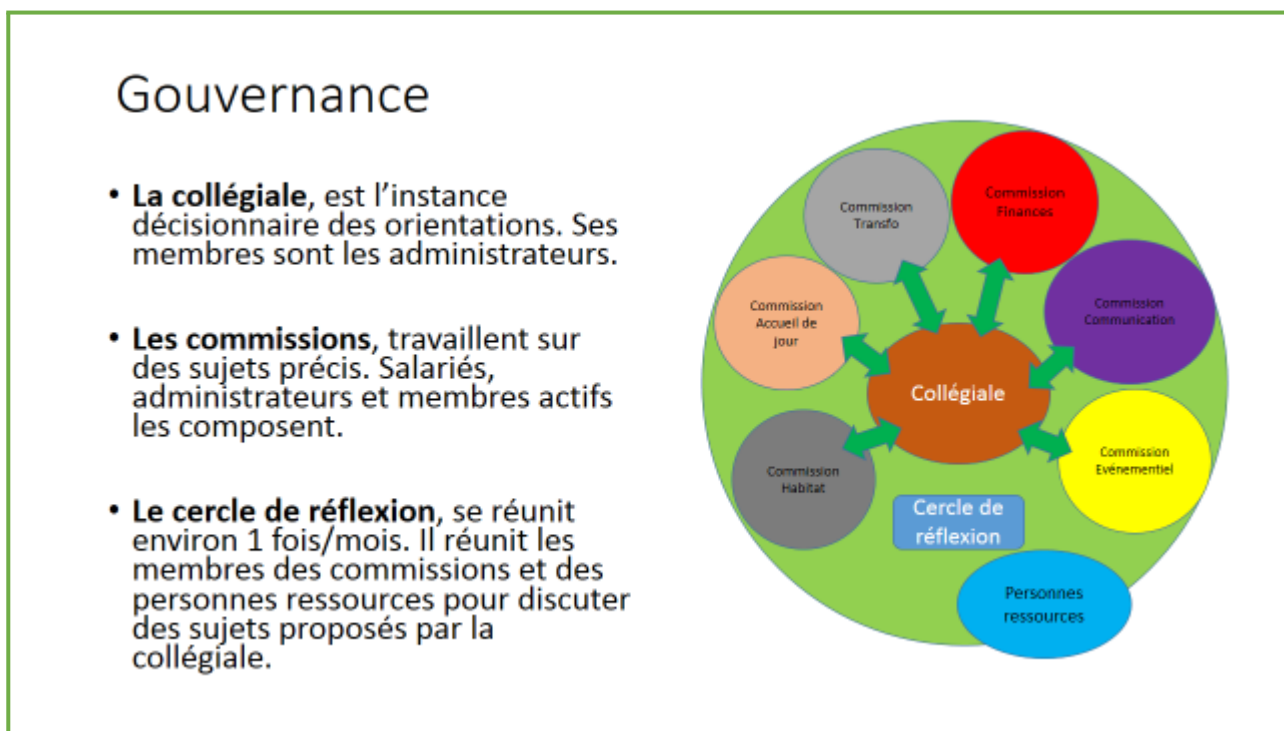 Gouvernance
• La collégiale, est l’instance
décisionnaire des orientations. Ses
membres sont les administrateurs.
• Les commissions, travaillent sur
des sujets précis. Salariés,
administrateurs et membres actifs
les composent.
• Le cercle de réflexion, se réunit
environ 1 fois/mois. Il réunit les
membres des commissions et des
personnes ressources pour discuter
des sujets proposés par la
collégiale.
Commission
Transfo
Commission
Finances
Commission
Accueil de
jour
Commission
Communication
Collégiale
Commission
Habitat
Commission
Evénementiel
Cercle de
réflexion
Personnes
ressources